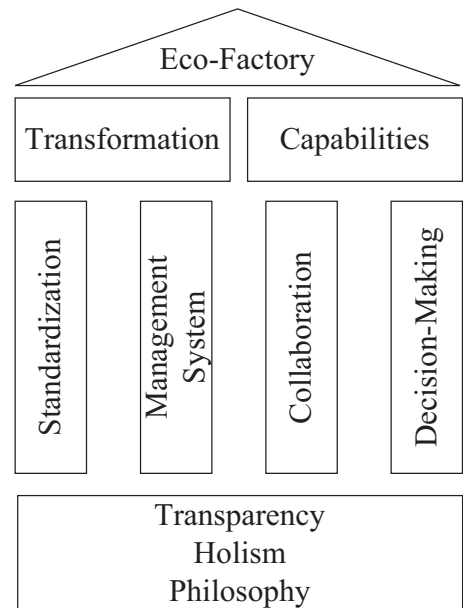 Eco-Factory
Transformation
Capabilities
Standardization
Management
System
Collaboration
Decision-Making
Transparency
Holism
Philosophy